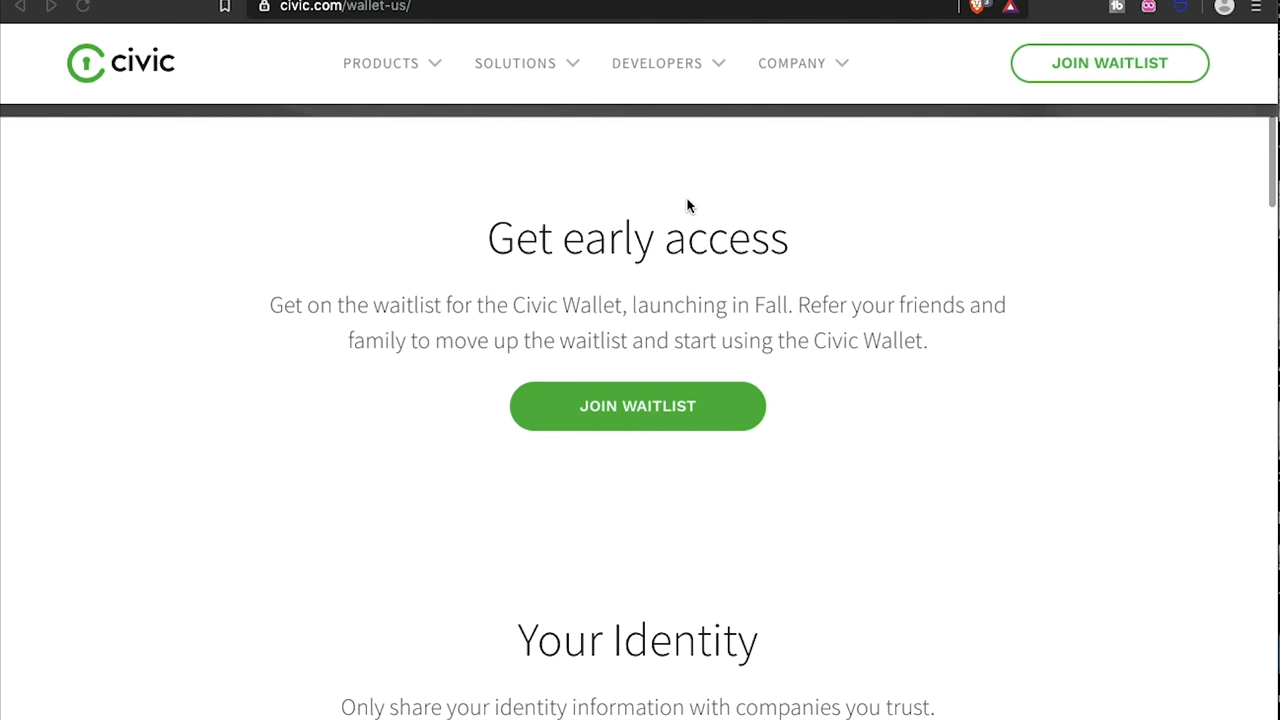 civic.com/wallet-us/
civic
PRODUCTS
SOLUTIONS
DEVELOPERS
COMPANY
JOIN WAITLIST
Get early access
Get on the waitlist for the Civic Wallet, launching in Fall. Refer your friends and
family to move up the waitlist and start using the Civic Wallet.
JOIN WAITLIST
Your Identity
Only share your identity information with companies you trust.